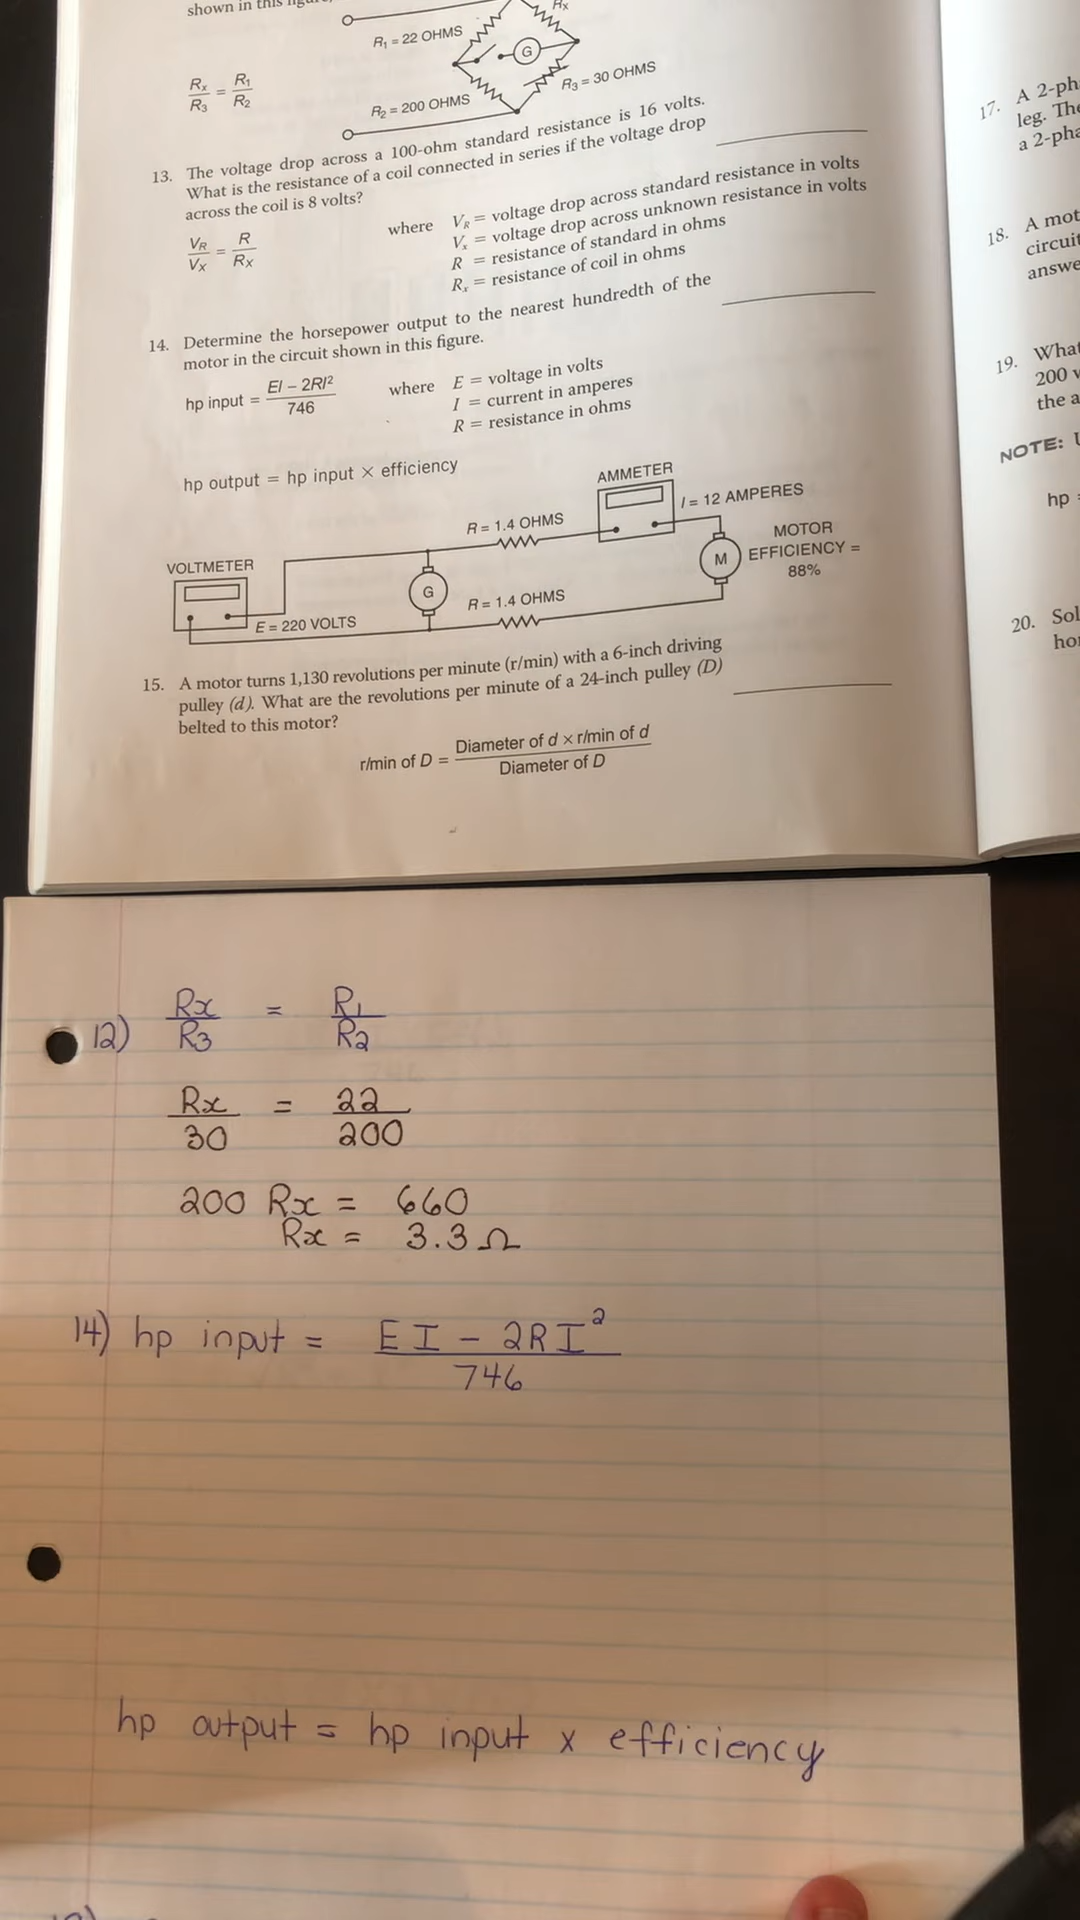 shown in this
Rx
R₁ = 22 OHMS
G
R₃ = 30 OHMS
Rx/R₃ = R₁/R₂
R₂ = 200 OHMS
13. The voltage drop across a 100-ohm standard resistance is 16 volts.
What is the resistance of a coil connected in series if the voltage drop
across the coil is 8 volts?
VR/VX = R/RX
where VR = voltage drop across standard resistance in volts
Vx = voltage drop across unknown resistance in volts
R = resistance of standard in ohms
Rx = resistance of coil in ohms
14. Determine the horsepower output to the nearest hundredth of the
motor in the circuit shown in this figure.
hp input = EI – 2RI²/746
where E = voltage in volts
I = current in amperes
R = resistance in ohms
hp output = hp input × efficiency
AMMETER
I = 12 AMPERES
R = 1.4 OHMS
MOTOR
EFFICIENCY =
88%
M
VOLTMETER
G
R = 1.4 OHMS
E = 220 VOLTS
15. A motor turns 1,130 revolutions per minute (r/min) with a 6-inch driving
pulley (d). What are the revolutions per minute of a 24-inch pulley (D)
belted to this motor?
r/min of D = Diameter of d × r/min of d/Diameter of D
17. A 2-ph
leg. The
a 2-pha
18. A mot
circuit
answe
19. What
200 v
the a
NOTE:
hp =
20. Sol
hor
12) Rx/R3 = R1/R2
Rx/30 = 22/200
200 Rx = 660
Rx = 3.3 Ω
14) hp input = EI - 2RI²/746
hp output = hp input x efficiency